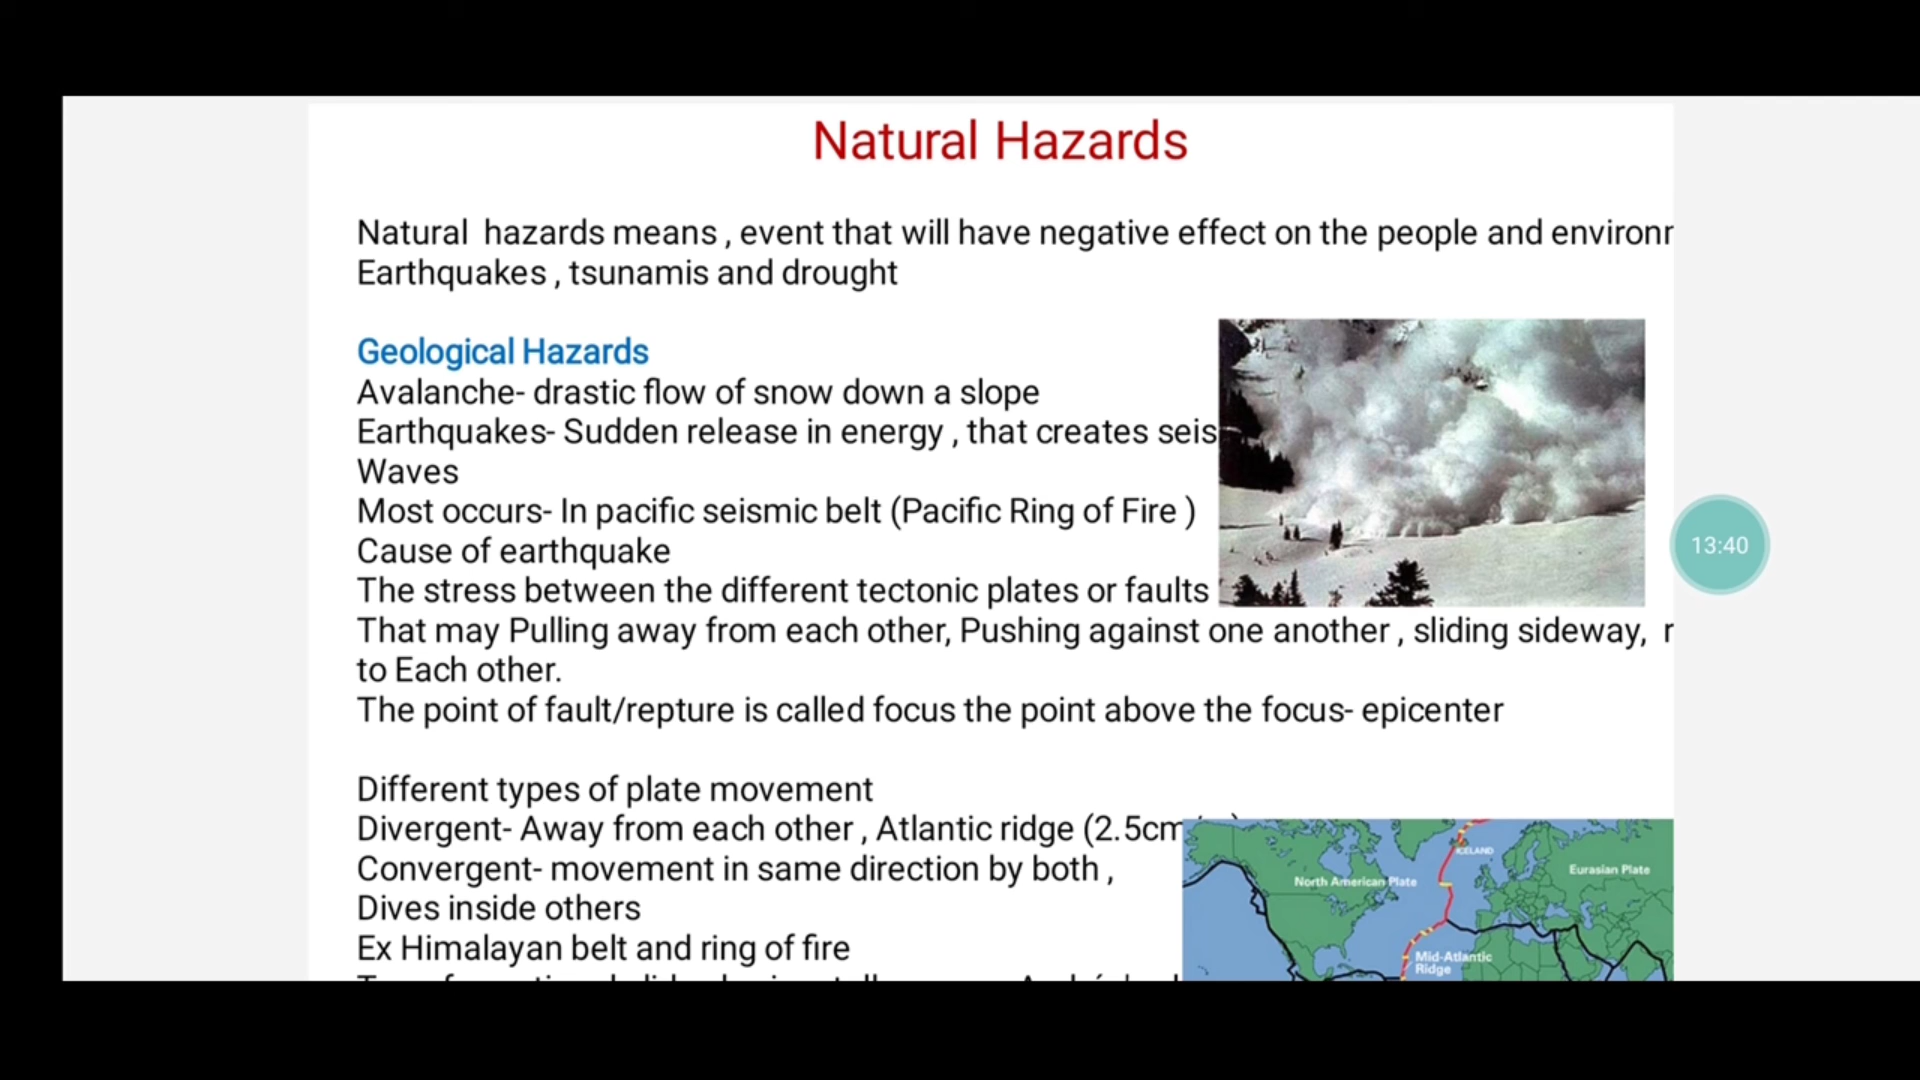 Natural Hazards
Natural hazards means , event that will have negative effect on the people and
Earthquakes , tsunamis and drought
Geological Hazards
Avalanche- drastic flow of snow down a slope
Earthquakes- Sudden release in energy , that creates seis
Waves
Most occurs- In pacific seismic belt (Pacific Ring of Fire )
Cause of earthquake
The stress between the different tectonic plates or faults
That may Pulling away from each other, Pushing against one another , sliding sideway,
to Each other.
The point of fault/repture is called focus the point above the focus- epicenter
Different types of plate movement
Divergent- Away from each other , Atlantic ridge (2.5cm
Convergent- movement in same direction by both ,
Dives inside others
Ex Himalayan belt and ring of fire
13:40
ICELAND
North American Plate
Eurasian Plate
Mid-Atlantic
Ridge